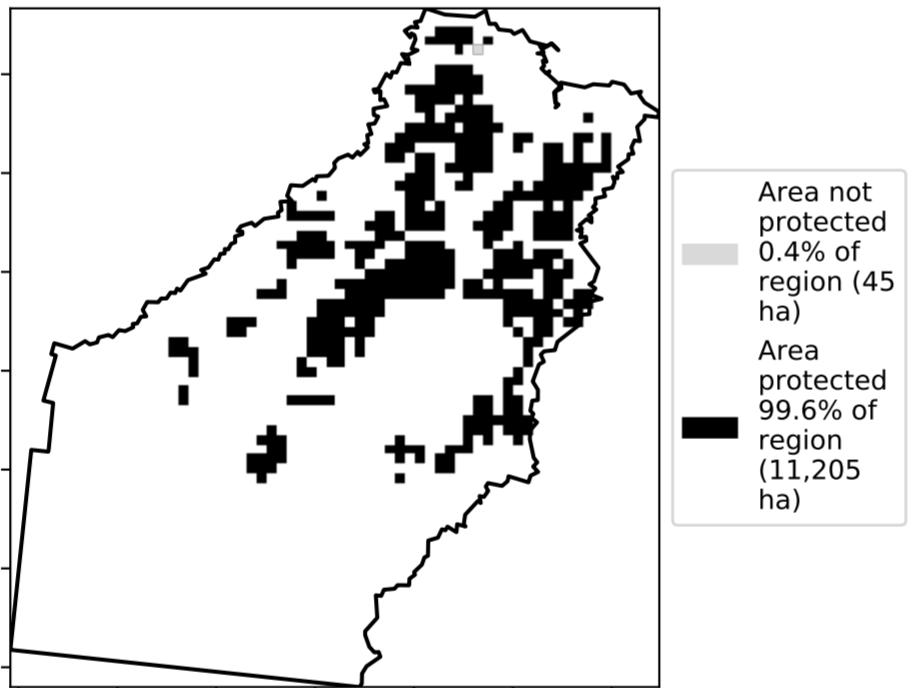 Area not
protected
0.4% of
region (45
ha)
Area
protected
99.6% of
region
(11,205
ha)